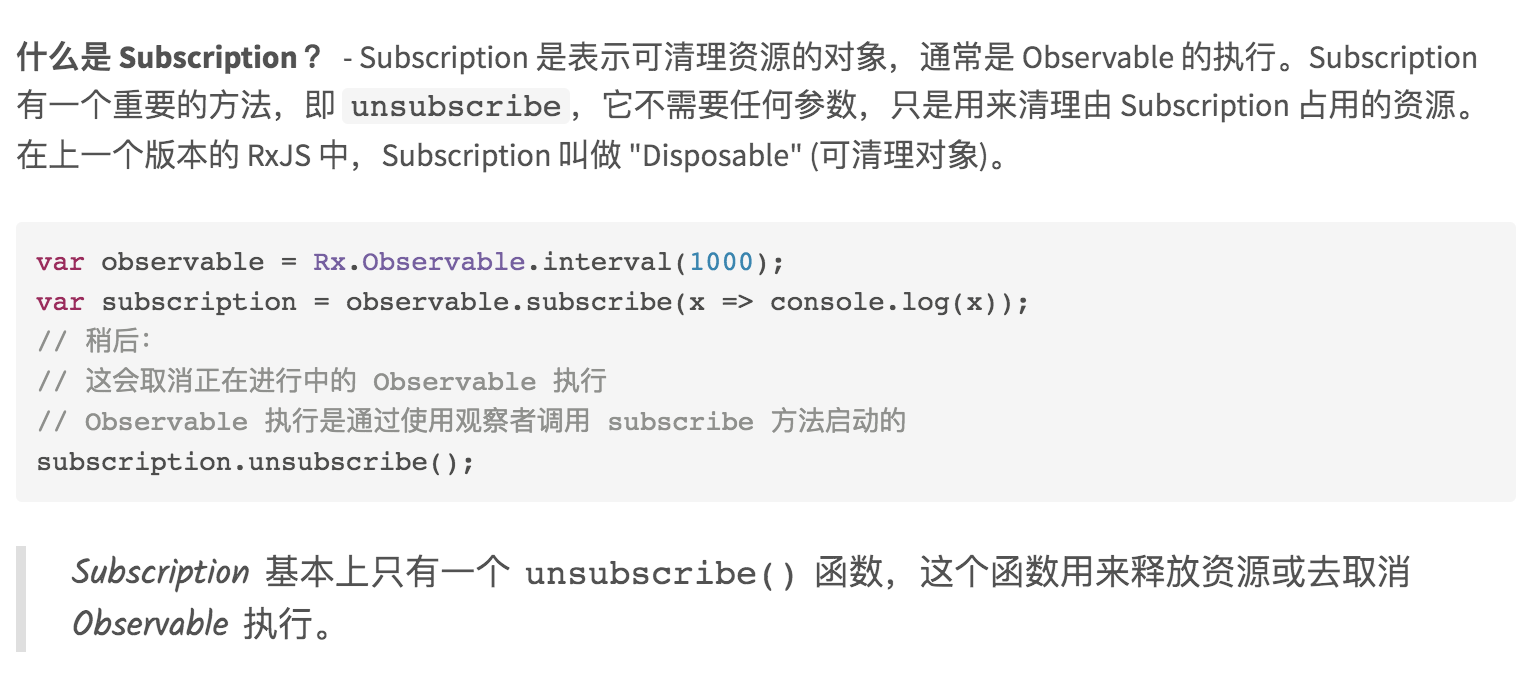 什么是 Subscription？ - Subscription 是表示可清理资源的对象，通常是 Observable 的执行。Subscription
有一个重要的方法，即 unsubscribe，它不需要任何参数，只是用来清理由 Subscription 占用的资源。
在上一个版本的 RxJS 中，Subscription 叫做 "Disposable" (可清理对象)。
var observable = Rx.Observable.interval(1000);
var subscription = observable.subscribe(x => console.log(x));
// 稍后：
// 这会取消正在进行中的 Observable 执行
// Observable 执行是通过使用观察者调用 subscribe 方法启动的
subscription.unsubscribe();
Subscription 基本上只有一个 unsubscribe() 函数，这个函数用来释放资源或去取消
Observable 执行。